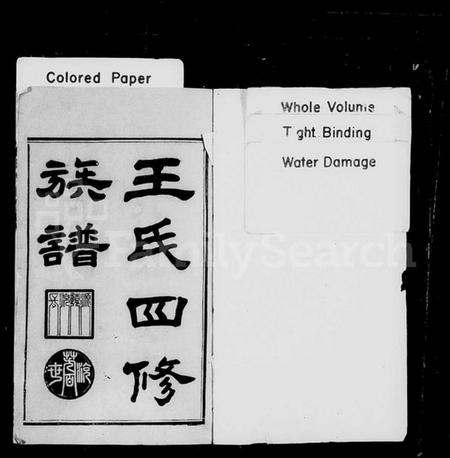 Colored Paper
Whole Volume
Tight Binding
Water Damage
王氏四修
族譜
FamilySearch